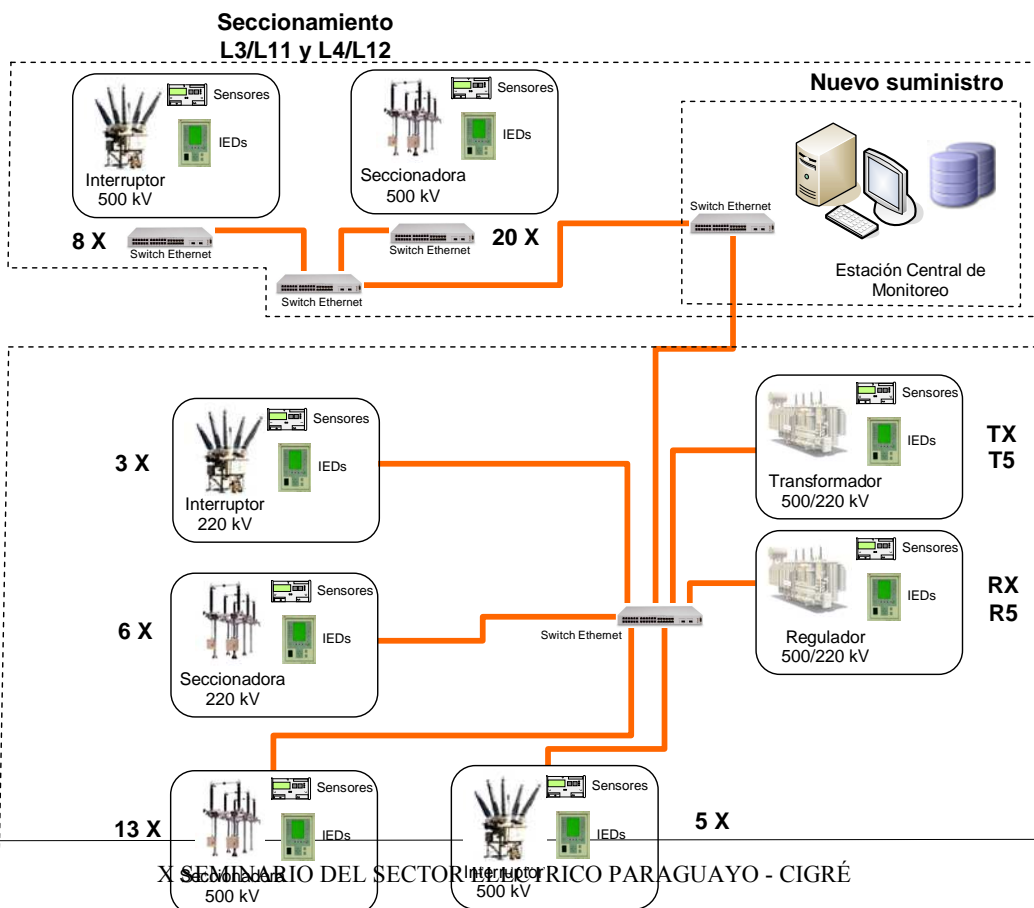 Seccionamiento
L3/L11 y L4/L12
Nuevo suministro
Sensores
IEDs
Interruptor
500 kV
Sensores
IEDs
Seccionadora
500 kV
8 X
Switch Ethernet
Switch Ethernet
20 X
Switch Ethernet
Switch Ethernet
Estación Central de
Monitoreo
3 X
Sensores
IEDs
Interruptor
220 kV
Sensores
IEDs
Transformador
500/220 kV
TX
T5
6 X
Sensores
IEDs
Seccionadora
220 kV
Switch Ethernet
Sensores
IEDs
Regulador
500/220 kV
RX
R5
13 X
Sensores
IEDs
Seccionadora
500 kV
Sensores
IEDs
Interruptor
500 kV
5 X
X SEMINARIO DEL SECTOR ELECTRICO PARAGUAYO - CIGRÉ